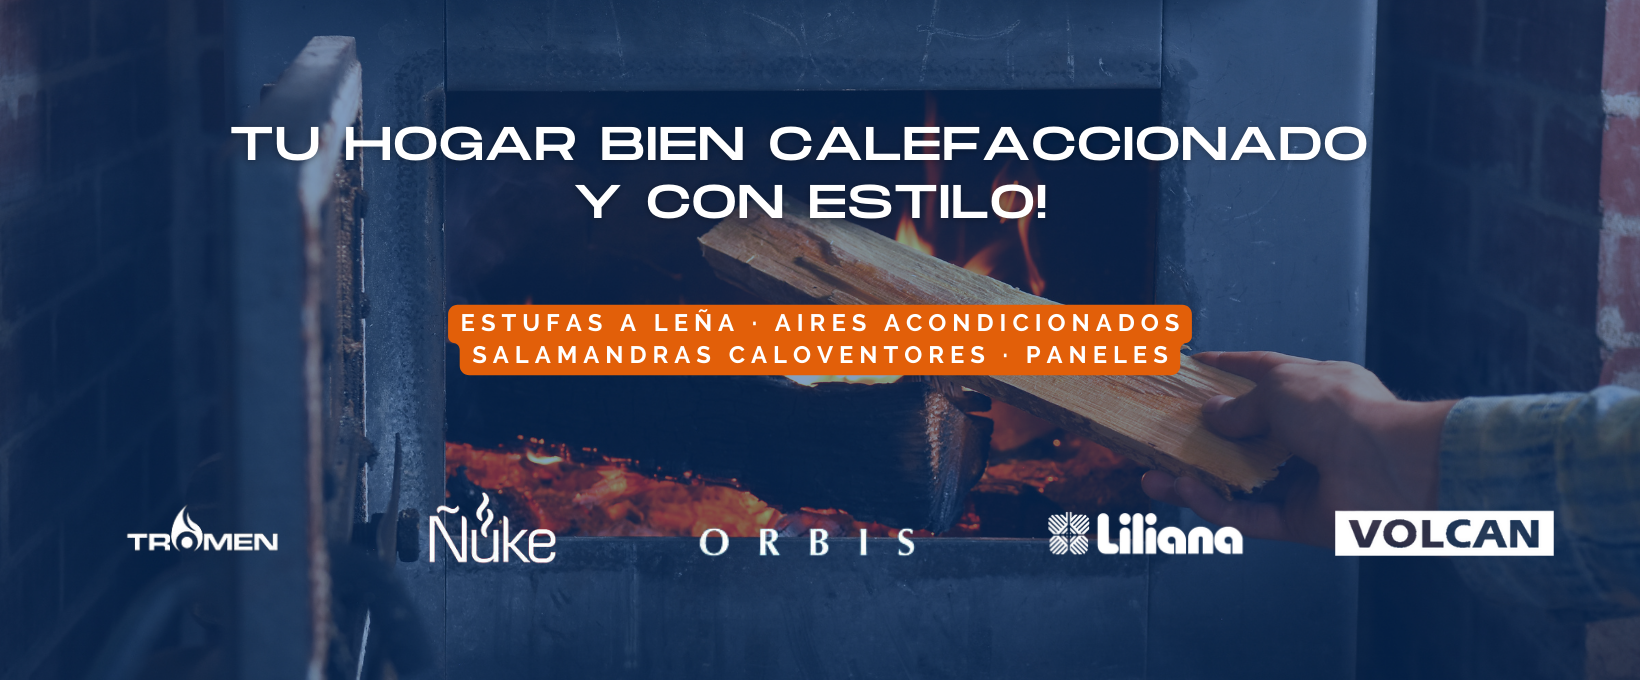 TU HOGAR BIEN CALEFACCIONADO
Y CON ESTILO!
ESTUFAS A LEÑA · AIRES ACONDICIONADOS
SALAMANDRAS CALOVENTORES · PANELES
TROMEN
Ñuke
ORBIS
Liliana
VOLCAN